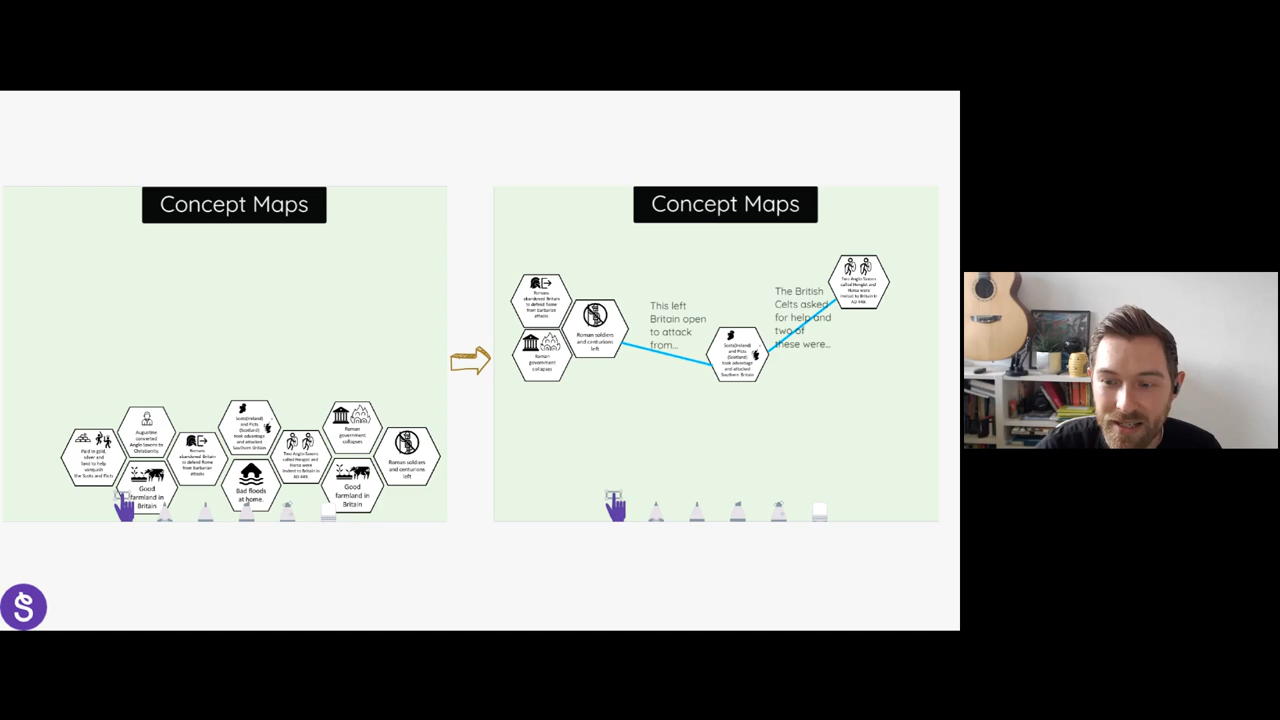 Concept Maps
Paid in gold,
silver and
land to help
vanquish
the Scots and Picts
Augustine
converted
Anglo Saxons to
Christianity.
Good
farmland in
Britain
Romans
abandoned Britain
to defend Rome
from Barbarian
attacks
Scots(Ireland)
and Picts
(Scotland)
took advantage
and attacked
Southern Britain
Bad floods
at home.
Two Anglo-Saxons
called Hengist and
Horsa were
invited to Britain in
AD 449.
Roman
government
collapses
Good
farmland in
Britain
Roman soldiers
and centurions
left
Concept Maps
Romans
abandoned Britain
to defend Rome
from Barbarian
attacks
Roman
government
collapses
Roman soldiers
and centurions
left
This left
Britain open
to attack
from...
Scots(Ireland)
and Picts
(Scotland)
took advantage
and attacked
Southern Britain
The British
Celts asked
for help and
two of
these were...
Two Anglo-Saxons
called Hengist and
Horsa were
invited to Britain in
AD 449.
S